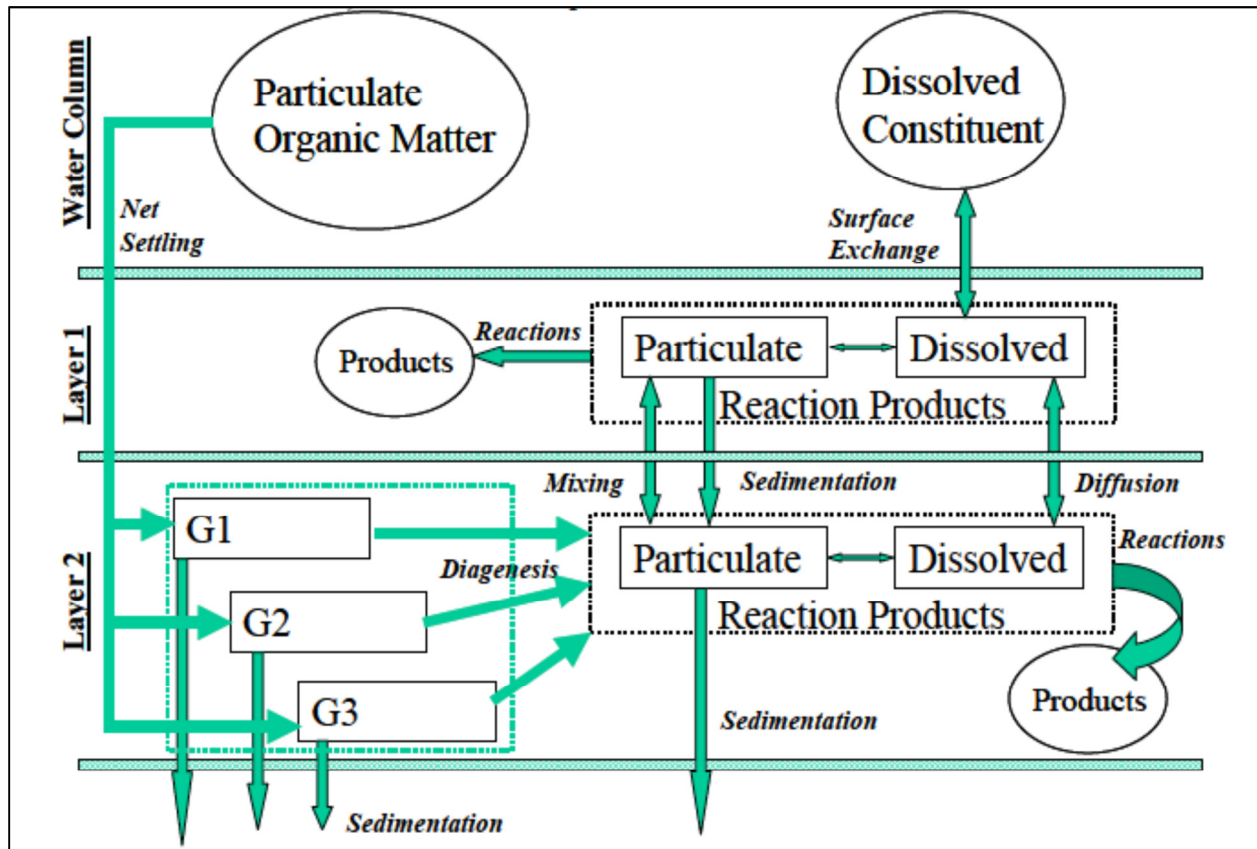 Water Column
Particulate
Organic Matter
Dissolved
Constituent
Net
Settling
Surface
Exchange
Layer 1
Products
Reactions
Particulate
Dissolved
Reaction Products
Mixing
Sedimentation
Diffusion
Layer 2
G1
G2
G3
Diagenesis
Particulate
Dissolved
Reaction Products
Reactions
Products
Sedimentation
Sedimentation